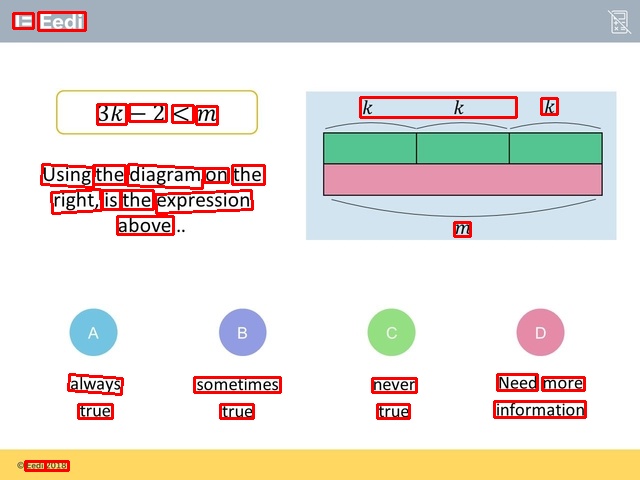 Eedi
3k − 2 < m
k k k
Using the diagram on the
right, is the expression
above...
m
A B C D
always sometimes never Need more
true true true information
© Eedi 2018